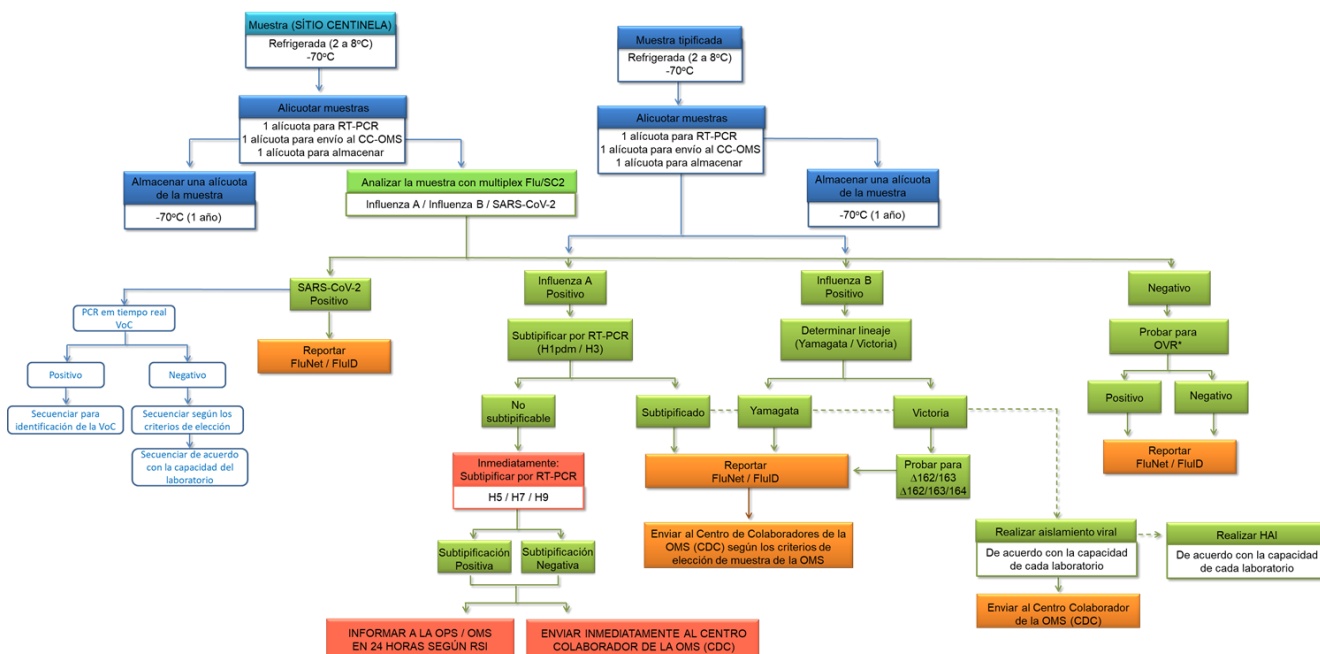 Muestra (SÍTIO CENTINELA)
Refrigerada (2 a 8ºC)
-70ºC
Muestra tipificada
Refrigerada (2 a 8ºC)
-70ºC
Alicuotar muestras
1 alícuota para RT-PCR
1 alícuota para envío al CC-OMS
1 alícuota para almacenar
Alicuotar muestras
1 alícuota para RT-PCR
1 alícuota para envío al CC-OMS
1 alícuota para almacenar
Almacenar una alícuota
de la muestra
-70ºC (1 año)
Analizar la muestra con multiplex Flu/SC2
Influenza A / Influenza B / SARS-CoV-2
Almacenar una alícuota
de la muestra
-70ºC (1 año)
SARS-CoV-2
Positivo
Influenza A
Positivo
Influenza B
Positivo
Negativo
PCR em tiempo real
VoC
Reportar
FluNet / FluID
Subtipificar por RT-PCR
(H1pdm / H3)
Determinar lineaje
(Yamagata / Victoria)
Probar para
OVR*
Positivo
Negativo
Positivo
Negativo
Secuenciar para
identificación de la VoC
Secuenciar según los
criterios de elección
Secuenciar de acuerdo
con la capacidad del
laboratorio
No
subtipificable
Subtipificado
Yamagata
Victoria
Reportar
FluNet / FluID
Inmediatamente:
Subtipificar por RT-PCR
H5 / H7 / H9
Reportar
FluNet / FluID
Probar para
∆162/163
∆162/163/164
Subtipificación
Positiva
Subtipificación
Negativa
Enviar al Centro de Colaboradores de la
OMS (CDC) según los criterios de
elección de muestra de la OMS
Realizar aislamiento viral
De acuerdo con la capacidad
de cada laboratorio
Realizar HAI
De acuerdo con la capacidad
de cada laboratorio
Enviar al Centro Colaborador
de la OMS (CDC)
INFORMAR A LA OPS / OMS
EN 24 HORAS SEGÚN RSI
ENVIAR INMEDIATAMENTE AL CENTRO
COLABORADOR DE LA OMS (CDC)